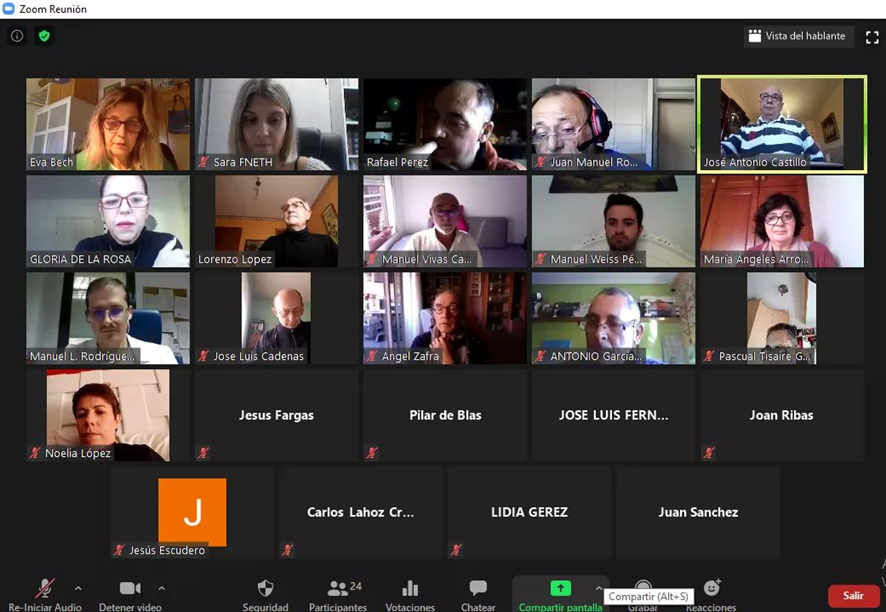 Zoom Reunión
Vista del hablante
Eva Bech
Sara FNETH
Rafael Perez
Juan Manuel Ro...
José Antonio Castillo
GLORIA DE LA ROSA
Lorenzo Lopez
Manuel Vivas Ca...
Manuel Weiss Pé...
María Ángeles Arro...
Manuel L. Rodrígue...
Jose Luis Cadenas
Angel Zafra
ANTONIO García...
Pascual Tisaire G...
Noelia López
Jesus Fargas
Pilar de Blas
JOSE LUIS FERN...
Joan Ribas
J
Jesús Escudero
Carlos Lahoz Cr...
LIDIA GEREZ
Juan Sanchez
24
Re-Iniciar Audio
Detener video
Seguridad
Participantes
Votaciones
Chatear
Compartir pantalla
Compartir (Alt+S)
Grabar
Reacciones
Salir